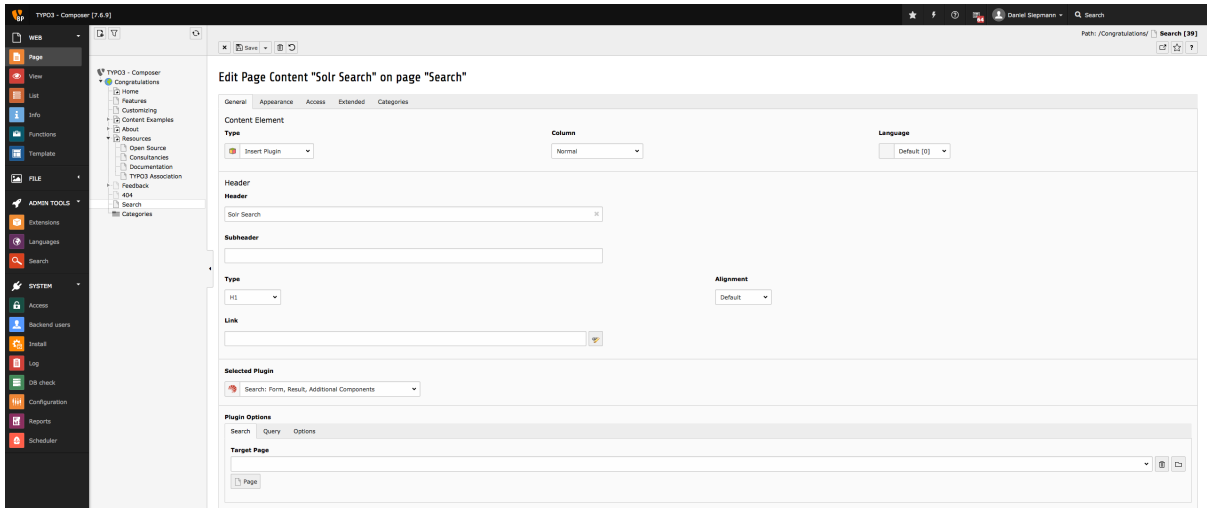 TYPO3 - Composer [7.6.9]
64
Daniel Siepmann
Search
WEB
Page
View
List
Info
Functions
Template
FILE
ADMIN TOOLS
Extensions
Languages
Search
SYSTEM
Access
Backend users
Install
Log
DB check
Configuration
Reports
Scheduler
TYPO3 - Composer
Congratulations
Home
Features
Customizing
Content Examples
About
Resources
Open Source
Consultancies
Documentation
TYPO3 Association
Feedback
404
Search
Categories
Path: /Congratulations/ Search [39]
Save
Edit Page Content "Solr Search" on page "Search"
General Appearance Access Extended Categories
Content Element
Type Column Language
Insert Plugin Normal Default [0]
Header
Header
Solr Search
Subheader
Type Alignment
H1 Default
Link
Selected Plugin
Search: Form, Result, Additional Components
Plugin Options
Search Query Options
Target Page
Page